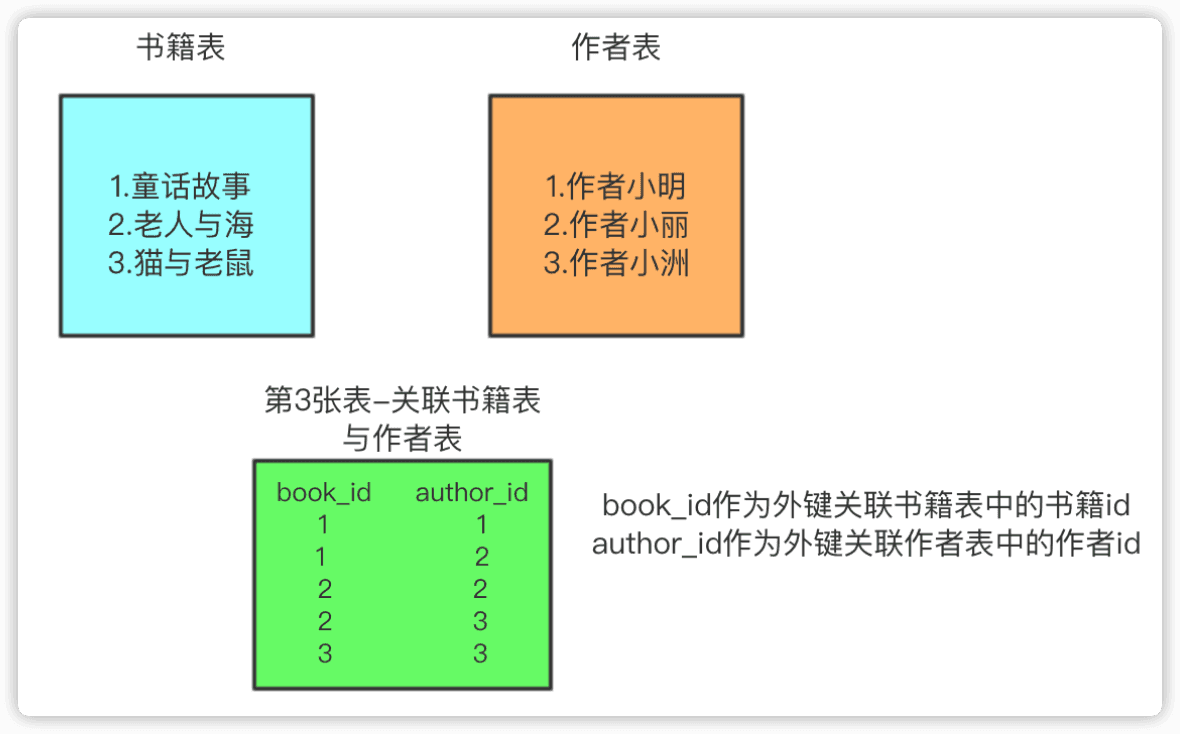 书籍表
作者表
1.童话故事
2.老人与海
3.猫与老鼠
1.作者小明
2.作者小丽
3.作者小洲
第3张表-关联书籍表
与作者表
book_id author_id
1 1
1 2
2 2
2 3
3 3
book_id作为外键关联书籍表中的书籍id
author_id作为外键关联作者表中的作者id